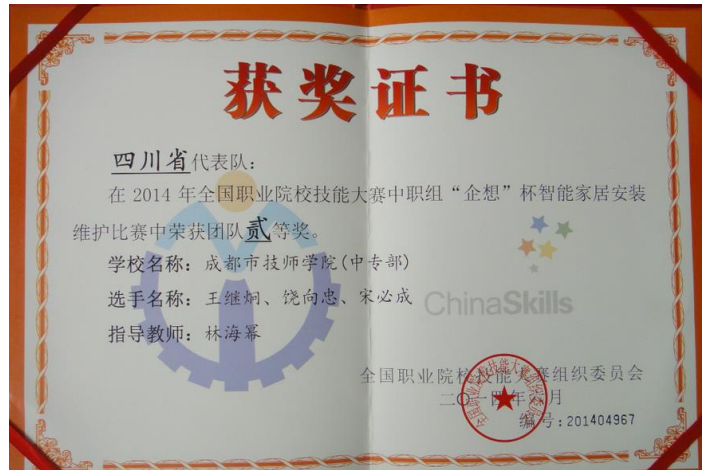 获奖证书
四川省代表队：
在2014年全国职业院校技能大赛中职组“企想”杯智能家居安装
维护比赛中荣获团队贰等奖。
学校名称：成都市技师学院(中专部)
选手名称：王继炯、饶向忠、宋必成
指导教师：林海幂
ChinaSkills
全国职业院校技能大赛组织委员会
二〇一四年 月
编号:201404967